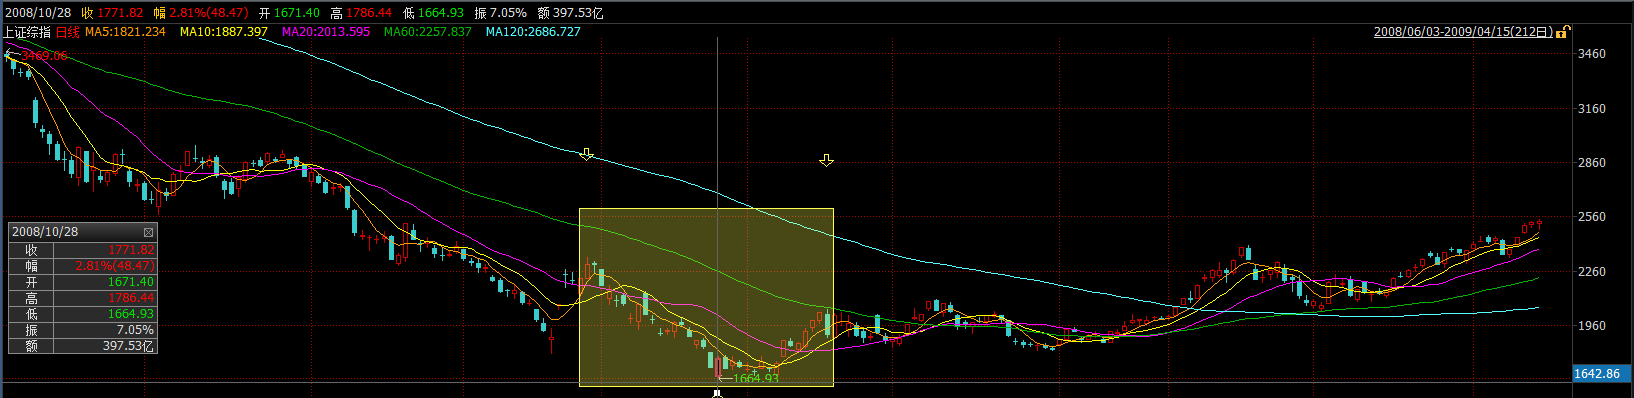 2008/10/28 收 1771.82 幅 2.81%(48.47) 开 1671.40 高 1786.44 低 1664.93 振 7.05% 额 397.53亿
上证综指 日线 MA5:1821.234 MA10:1887.397 MA20:2013.595 MA60:2257.837 MA120:2686.727 2008/06/03-2009/04/15(212日)
3469.06
3460
3160
2860
2560
2260
1960
1642.86
2008/10/28
收 1771.82
幅 2.81%(48.47)
开 1671.40
高 1786.44
低 1664.93
振 7.05%
额 397.53亿
1664.93